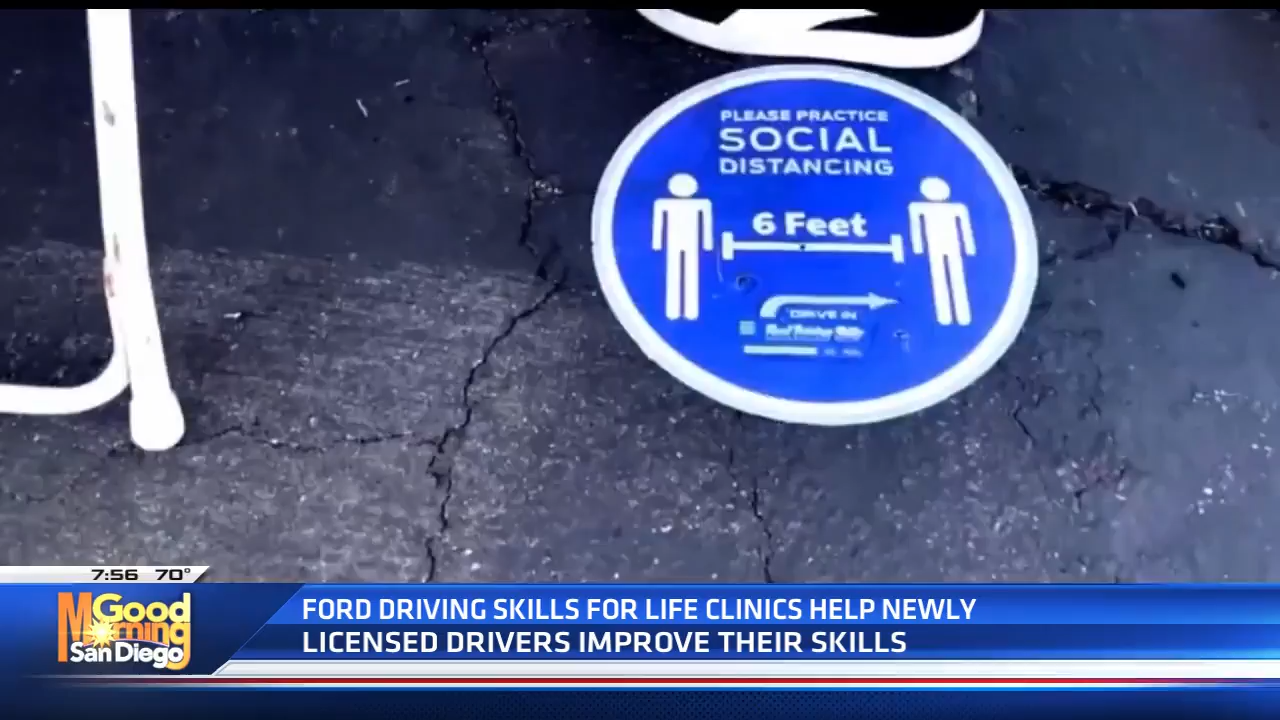 PLEASE PRACTICE
SOCIAL
DISTANCING
6 Feet
DRIVE IN
7:56 70°
Good
Morning
San Diego
FORD DRIVING SKILLS FOR LIFE CLINICS HELP NEWLY
LICENSED DRIVERS IMPROVE THEIR SKILLS